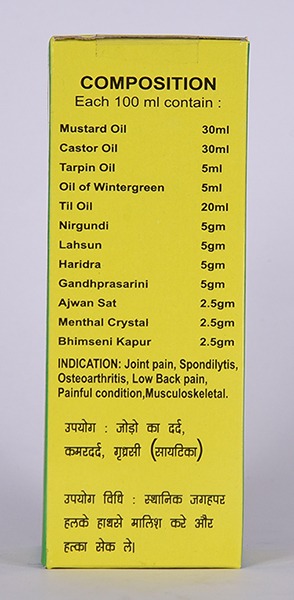 COMPOSITION
Each 100 ml contain :
Mustard Oil 30ml
Castor Oil 30ml
Tarpin Oil 5ml
Oil of Wintergreen 5ml
Til Oil 20ml
Nirgundi 5gm
Lahsun 5gm
Haridra 5gm
Gandhprasarini 5gm
Ajwan Sat 2.5gm
Menthal Crystal 2.5gm
Bhimseni Kapur 2.5gm
INDICATION: Joint pain, Spondilytis,
Osteoarthritis, Low Back pain,
Painful condition,Musculoskeletal.
उपयोग : जोड़ो का दर्द,
कमरदर्द, गृध्रसी (सायटिका)
उपयोग विधि : स्थानिक जगहपर
हलके हाथसे मालिश करे और
हल्का सेक ले।